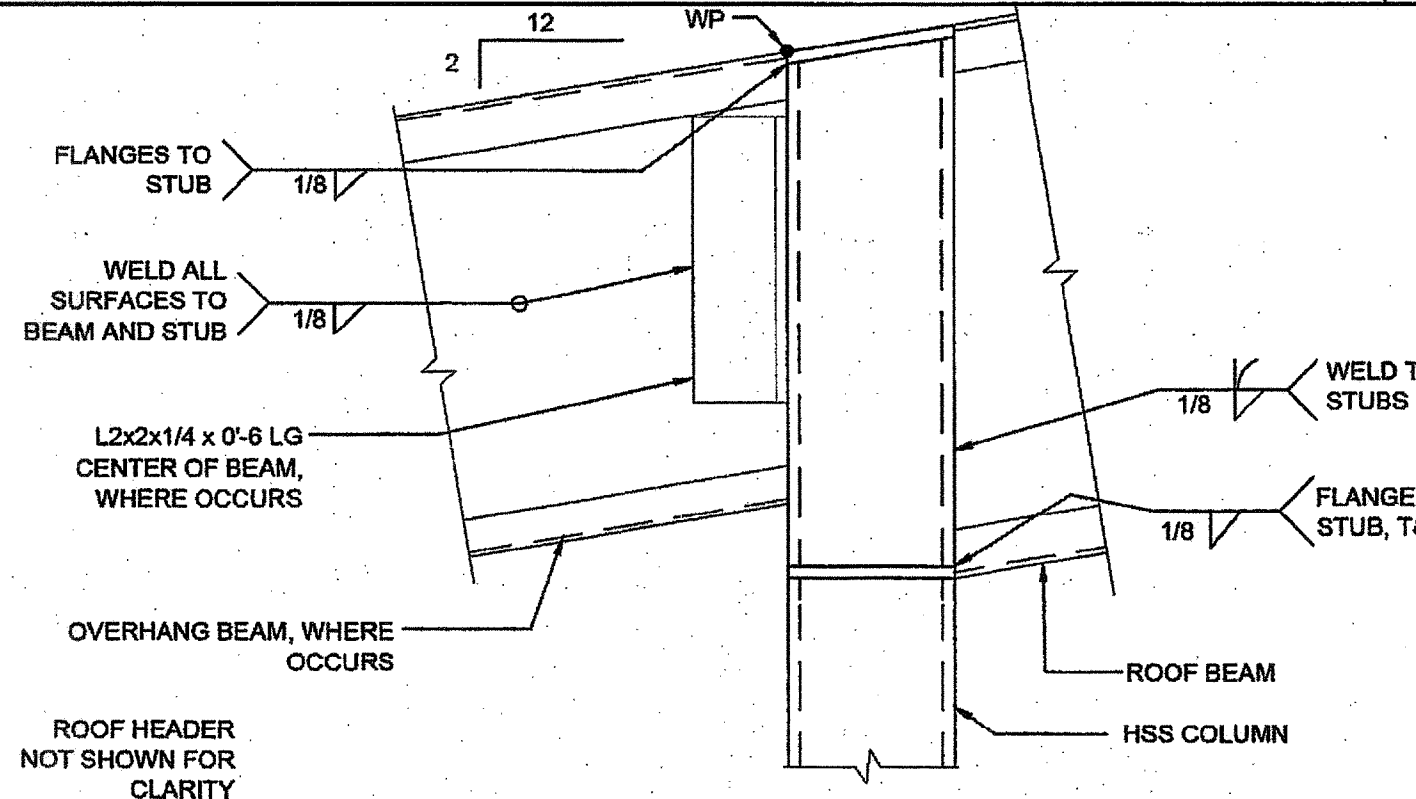 12
WP
2
FLANGES TO
STUB
1/8
WELD ALL
SURFACES TO
BEAM AND STUB
1/8
L2x2x1/4 x 0'-6 LG
CENTER OF BEAM,
WHERE OCCURS
WELD
STUBS
1/8
FLANGE
STUB,
1/8
OVERHANG BEAM, WHERE
OCCURS
ROOF BEAM
HSS COLUMN
ROOF HEADER
NOT SHOWN FOR
CLARITY